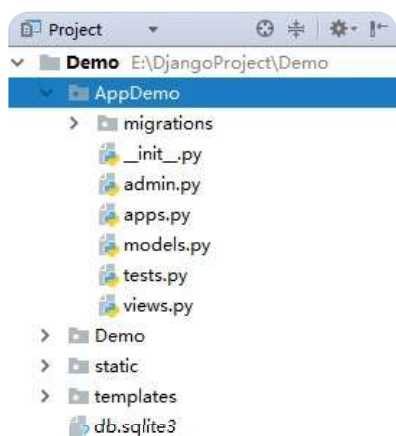 Project
Demo E:\DjangoProject\Demo
AppDemo
migrations
__init__.py
admin.py
apps.py
models.py
tests.py
views.py
Demo
static
templates
db.sqlite3